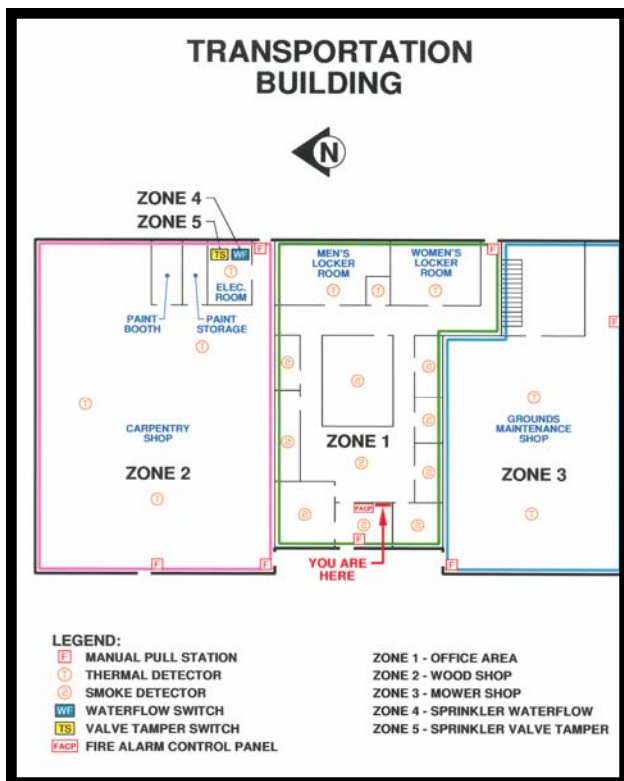 TRANSPORTATION
BUILDING
N
ZONE 4
ZONE 5
TS
WF
F
T
ELEC.
ROOM
PAINT
BOOTH
PAINT
STORAGE
T
T
CARPENTRY
SHOP
ZONE 2
T
F
F
MEN'S
LOCKER
ROOM
WOMEN'S
LOCKER
ROOM
F
T
T
T
S
S
S
S
S
ZONE 1
S
S
S
FACP
S
S
F
YOU ARE
HERE
F
T
GROUNDS
MAINTENANCE
SHOP
ZONE 3
T
F
LEGEND:
F MANUAL PULL STATION
T THERMAL DETECTOR
S SMOKE DETECTOR
WF WATERFLOW SWITCH
TS VALVE TAMPER SWITCH
FACP FIRE ALARM CONTROL PANEL
ZONE 1 - OFFICE AREA
ZONE 2 - WOOD SHOP
ZONE 3 - MOWER SHOP
ZONE 4 - SPRINKLER WATERFLOW
ZONE 5 - SPRINKLER VALVE TAMPER